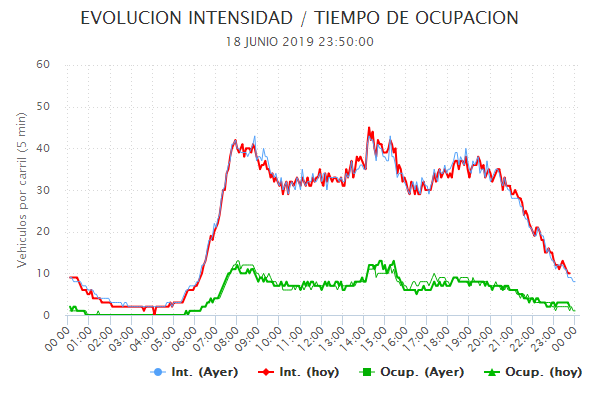 EVOLUCION INTENSIDAD / TIEMPO DE OCUPACION
18 JUNIO 2019 23:50:00
Vehiculos por carril (5 min)
60
50
40
30
20
10
0
00:00 01:00 02:00 03:00 04:00 05:00 06:00 07:00 08:00 09:00 10:00 11:00 12:00 13:00 14:00 15:00 16:00 17:00 18:00 19:00 20:00 21:00 22:00 23:00 00:00
Int. (Ayer) Int. (hoy) Ocup. (Ayer) Ocup. (hoy)